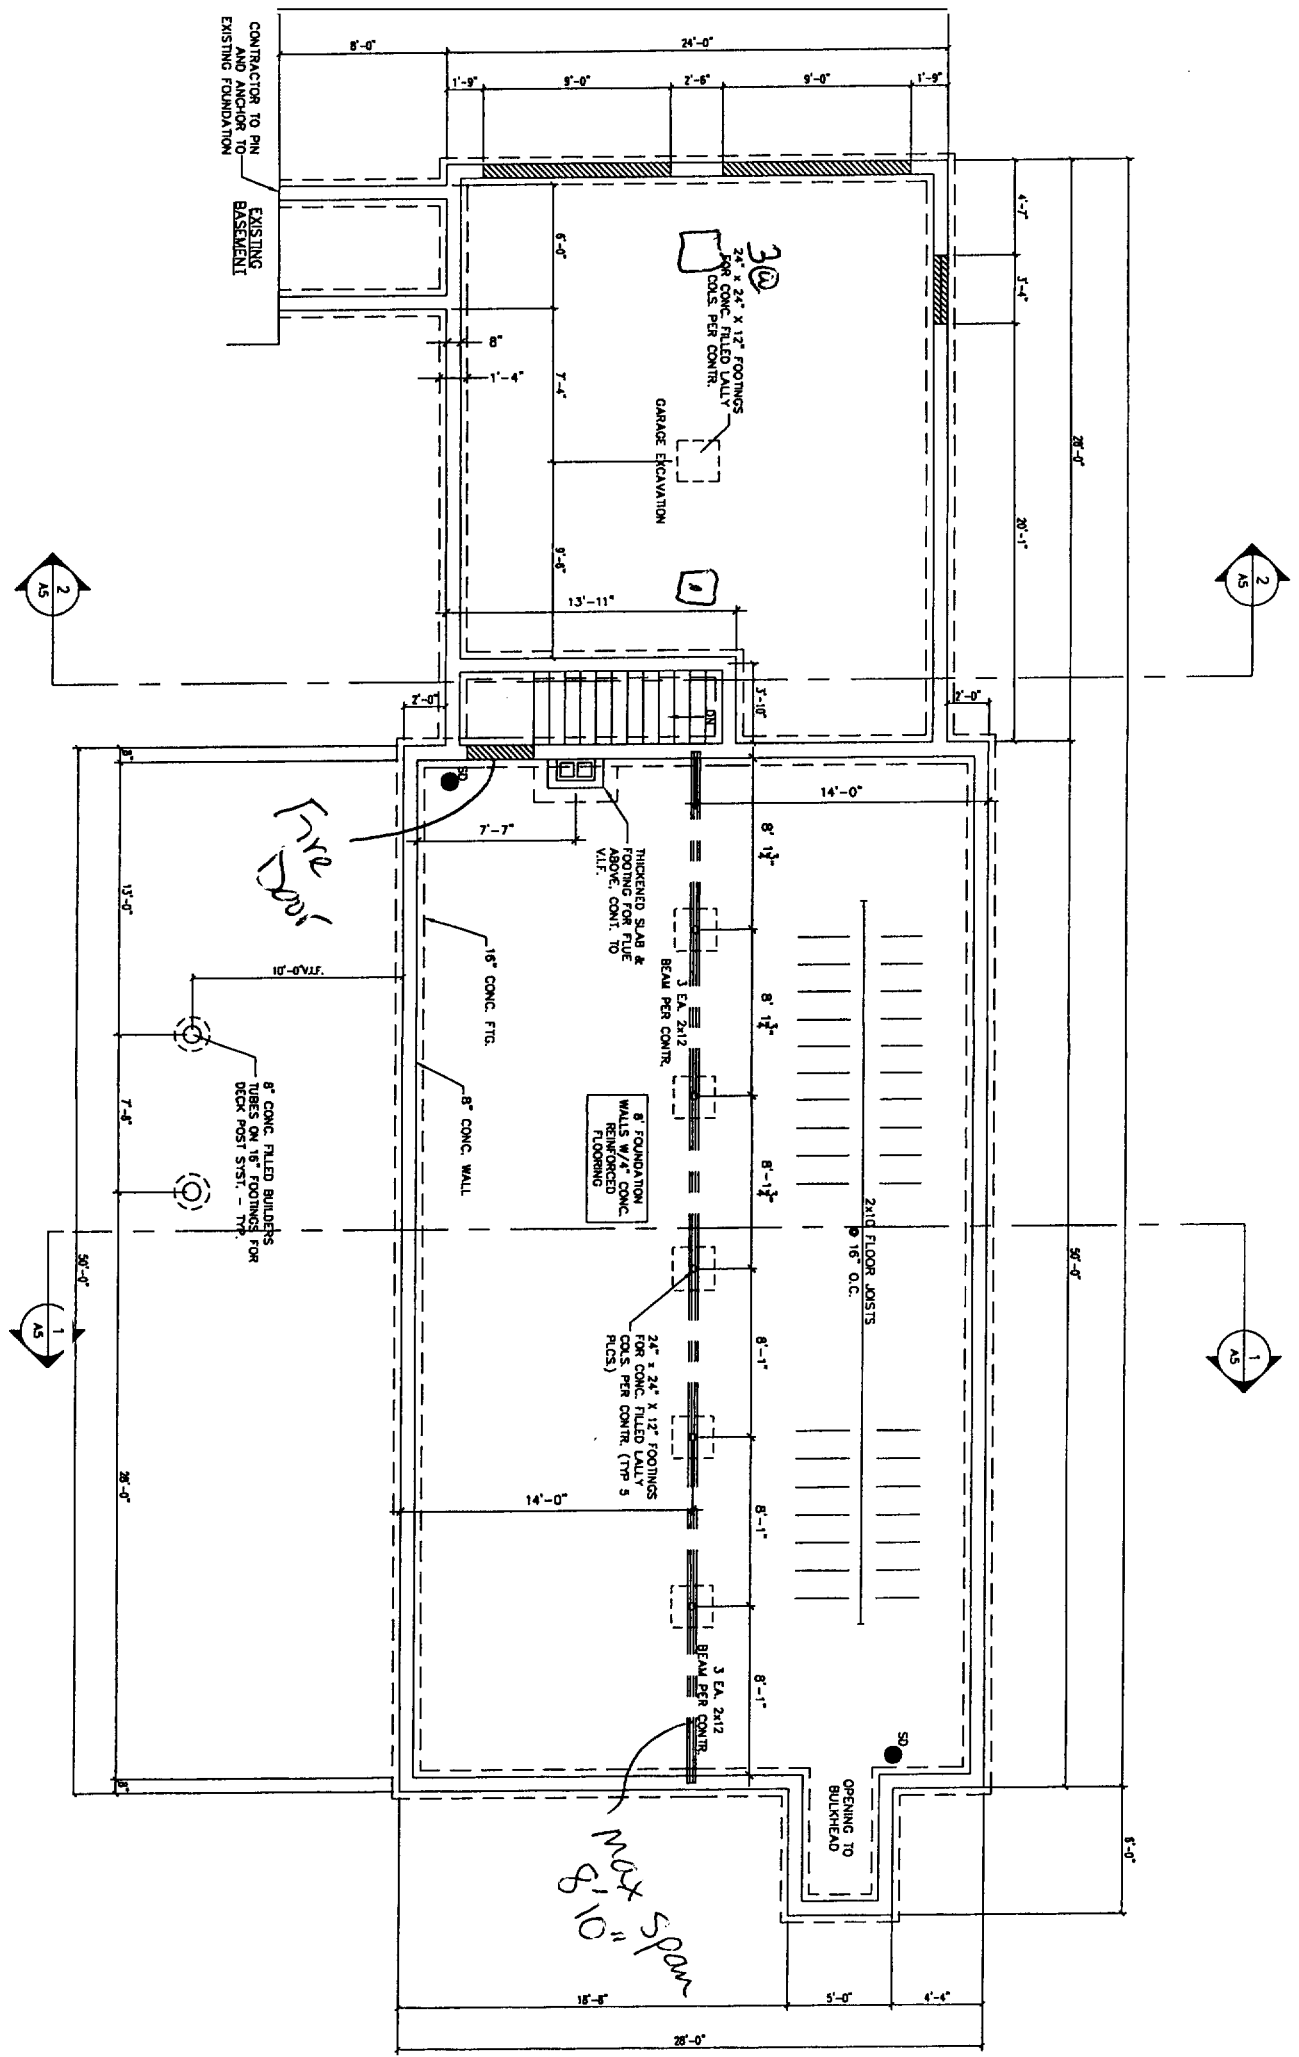 8'-0"
24'-0"
1'-9"
9'-0"
2'-6"
9'-0"
1'-9"
CONTRACTOR TO PIN
AND ANCHOR TO
EXISTING FOUNDATION
EXISTING
BASEMENT
28'-0"
4'-7"
3'-4"
20'-1"
3 @
24" x 24" X 12" FOOTINGS
FOR CONC. FILLED LALLY
COLS. PER CONTR.
GARAGE EXCAVATION
6'-0"
7'-4"
9'-6"
8"
1'-4"
13'-11"
3'-10"
DN
2'-0"
2'-0"
2
A5
2
A5
8"
13'-0"
7'-8"
28'-0"
8"
50'-0"
50'-0"
SD
Fire
Door
7'-7"
THICKENED SLAB &
FOOTING FOR FLUE
ABOVE, CONT. TO
V.I.F.
14'-0"
8' 1¾"
8' 1¾"
8'-1¾"
8'-1"
8'-1"
8'-1"
3 EA. 2x12
BEAM PER CONTR.
16" CONC. FTG.
8" CONC. WALL
8' FOUNDATION
WALLS W/4" CONC.
REINFORCED
FLOORING
10'-0"V.I.F.
8" CONC. FILLED BUILDERS
TUBES ON 16" FOOTINGS FOR
DECK POST SYST. - TYP.
2x10 FLOOR JOISTS
@ 16" O.C.
1
A5
1
A5
24" x 24" X 12" FOOTINGS
FOR CONC. FILLED LALLY
COLS. PER CONTR. (TYP 5
PLCS.)
14'-0"
3 EA. 2x12
BEAM PER CONTR.
SD
OPENING TO
BULKHEAD
6'-0"
Max Span
8'-10"
18'-8"
5'-0"
4'-4"
28'-0"